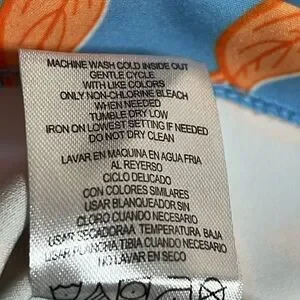 MACHINE WASH COLD INSIDE OUT
GENTLE CYCLE
WITH LIKE COLORS
ONLY NON-CHLORINE BLEACH
WHEN NEEDED
TUMBLE DRY LOW
IRON ON LOWEST SETTING IF NEEDED
DO NOT DRY CLEAN
LAVAR EN MAQUINA EN AGUA FRIA
AL REYERSO
CICLO DELICADO
CON COLORES SIMILARES
USAR BLANQUEADOR SIN
CLORO CUANDO NECESARIO
USAR SECADORAA TEMPERATURA BAJA
USAR PLANCHA TIBIA CUANDO NECESARIO
NO LAVAR EN SECO